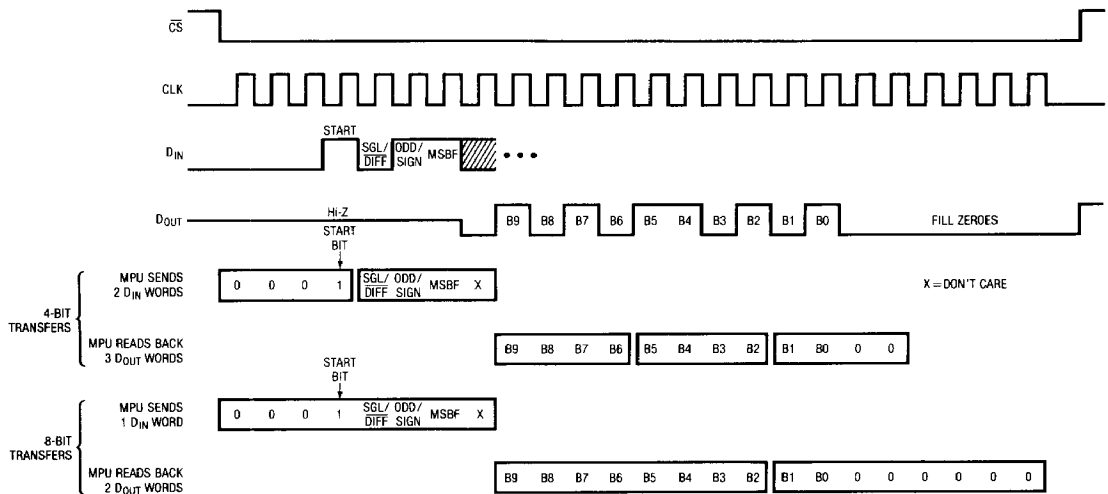 CS
CLK
START
D_IN
SGL/ ODD/ MSBF
DIFF SIGN
• • •
Hi-Z
D_OUT
B9 B8 B7 B6 B5 B4 B3 B2 B1 B0 FILL ZEROES
START
BIT
MPU SENDS
2 D_IN WORDS
0 0 0 1 SGL/ ODD/ MSBF X
DIFF SIGN
X = DON'T CARE
4-BIT
TRANSFERS
MPU READS BACK
3 D_OUT WORDS
B9 B8 B7 B6 B5 B4 B3 B2 B1 B0 0 0
START
BIT
MPU SENDS
1 D_IN WORD
0 0 0 1 SGL/ ODD/ MSBF X
DIFF SIGN
8-BIT
TRANSFERS
MPU READS BACK
2 D_OUT WORDS
B9 B8 B7 B6 B5 B4 B3 B2 B1 B0 0 0 0 0 0 0